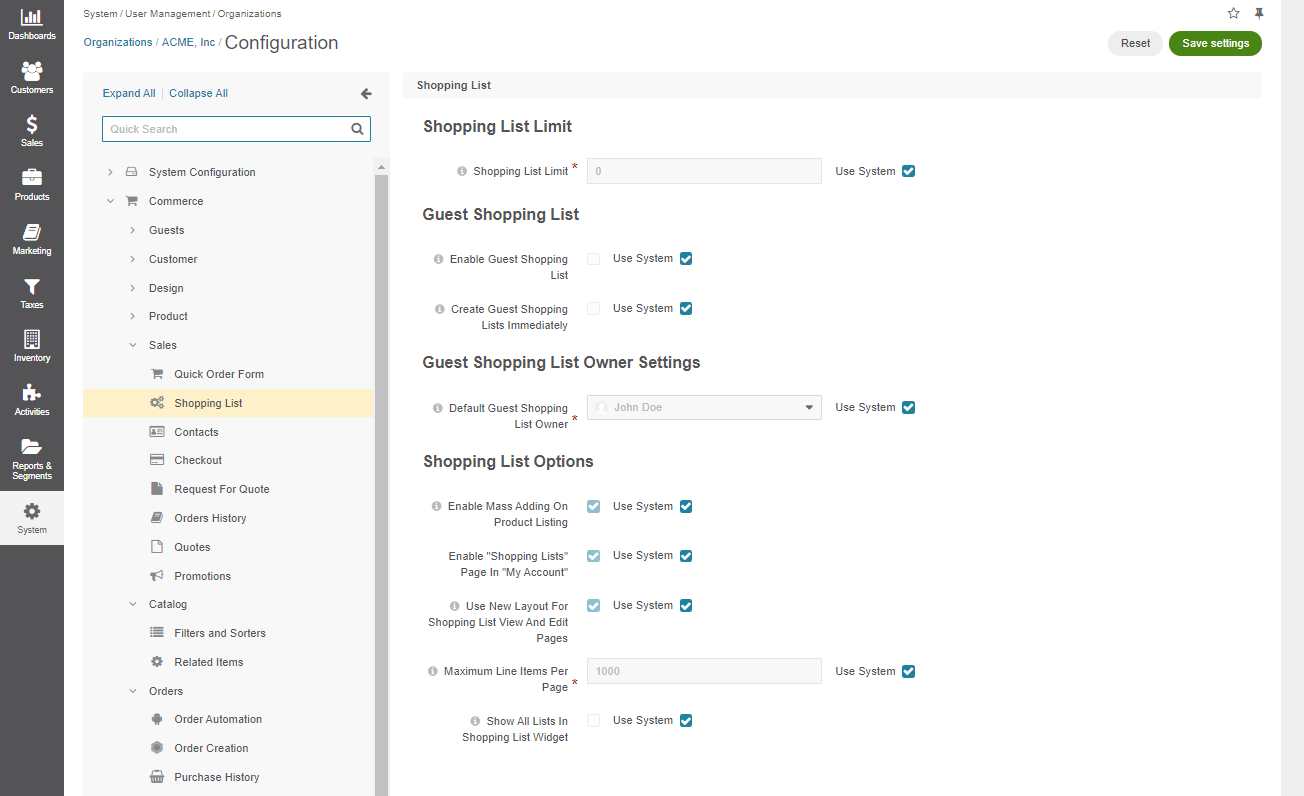 Dashboards
Customers
Sales
Products
Marketing
Taxes
Inventory
Activities
Reports &
Segments
System
System / User Management / Organizations
Organizations / ACME, Inc / Configuration
Reset
Save settings
Expand All
Collapse All
Quick Search
System Configuration
Commerce
Guests
Customer
Design
Product
Sales
Quick Order Form
Shopping List
Contacts
Checkout
Request For Quote
Orders History
Quotes
Promotions
Catalog
Filters and Sorters
Related Items
Orders
Order Automation
Order Creation
Purchase History
Shopping List
Shopping List Limit
Shopping List Limit *
0
Use System
Guest Shopping List
Enable Guest Shopping
List
Use System
Create Guest Shopping
Lists Immediately
Use System
Guest Shopping List Owner Settings
Default Guest Shopping
List Owner *
John Doe
Use System
Shopping List Options
Enable Mass Adding On
Product Listing
Use System
Enable "Shopping Lists"
Page In "My Account"
Use System
Use New Layout For
Shopping List View And Edit
Pages
Use System
Maximum Line Items Per
Page *
1000
Use System
Show All Lists In
Shopping List Widget
Use System